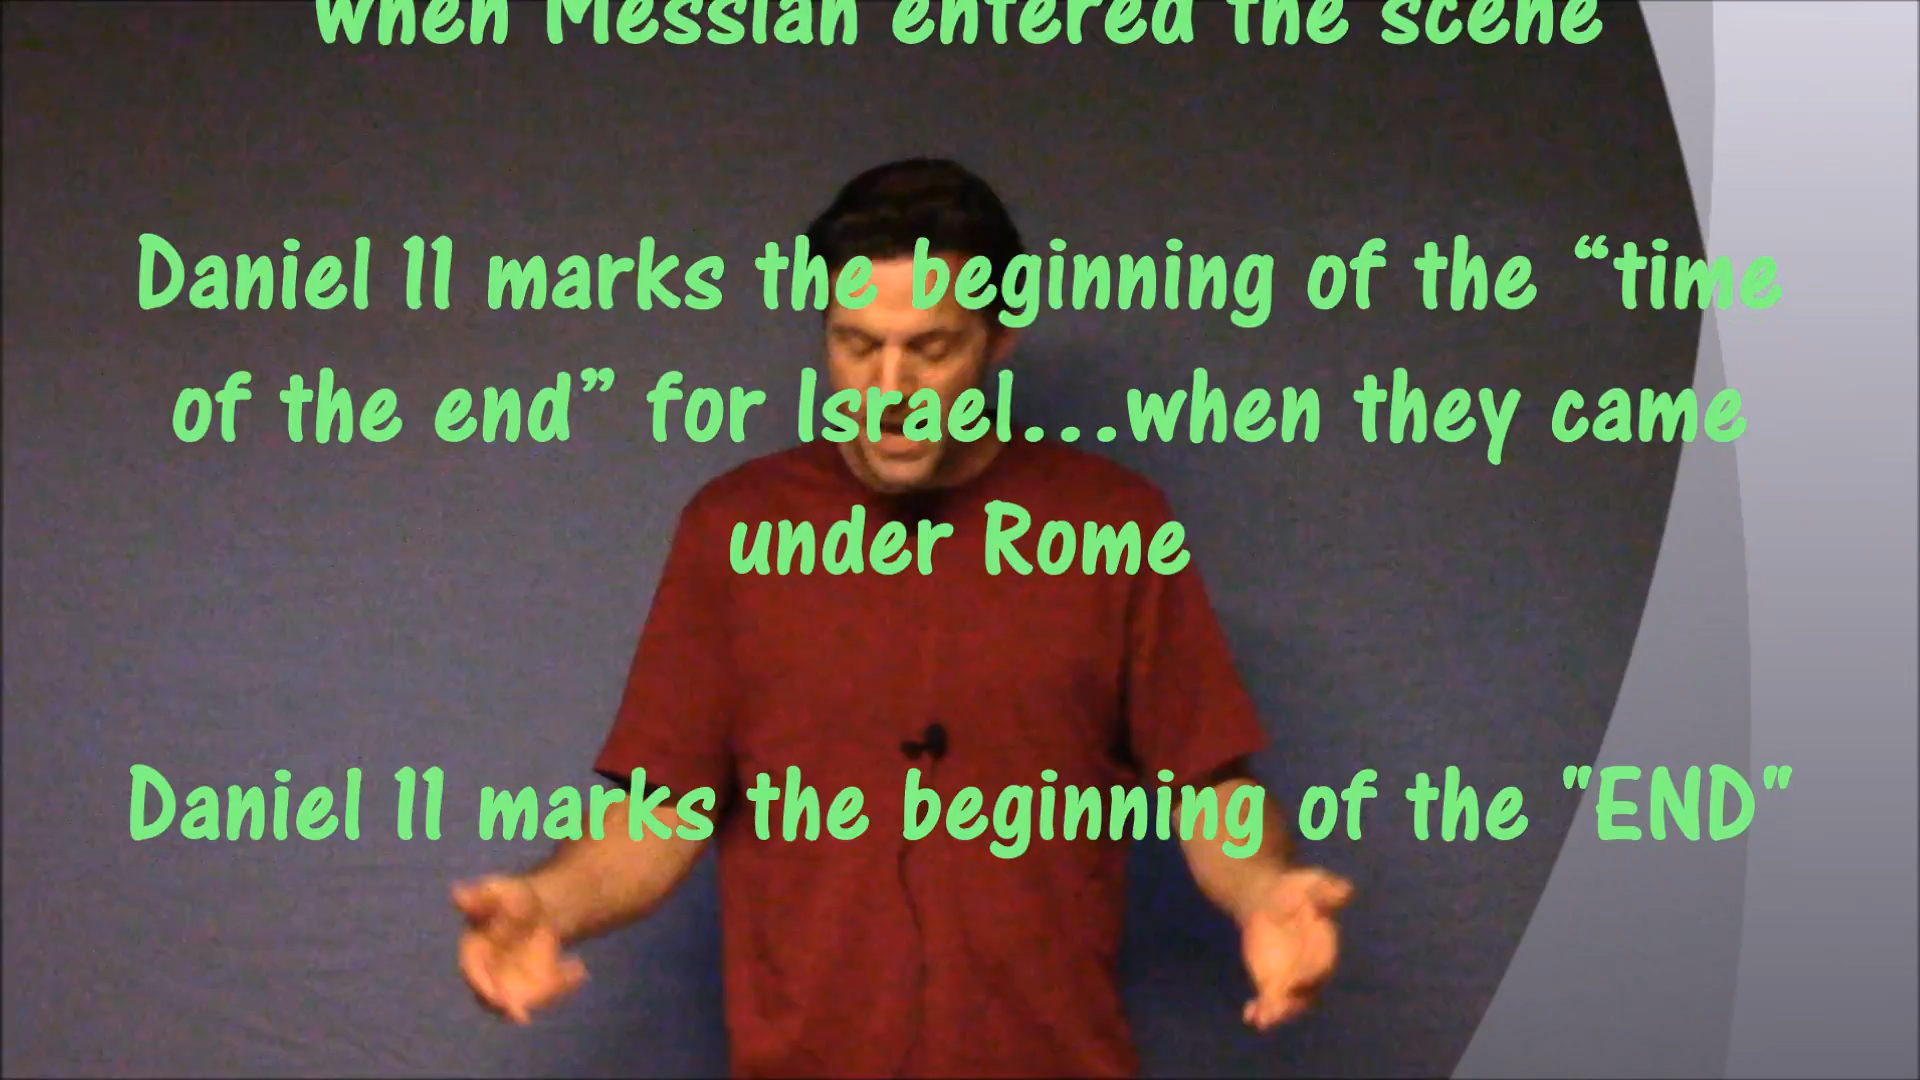 when Messiah entered the scene
Daniel 11 marks the beginning of the “time
of the end” for Israel...when they came
under Rome
Daniel 11 marks the beginning of the "END"